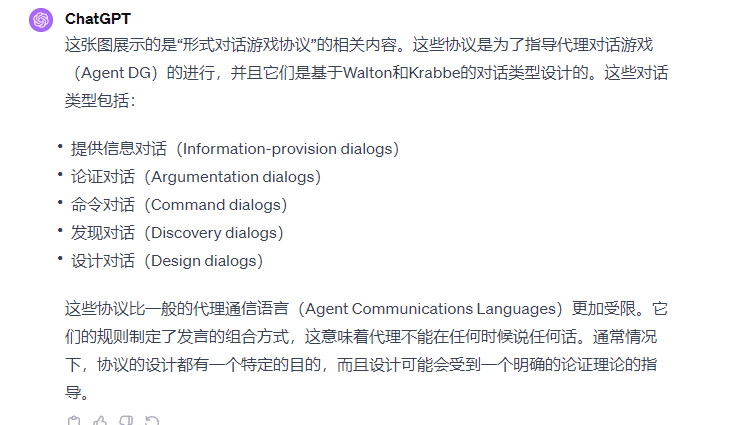 ChatGPT
这张图展示的是“形式对话游戏协议”的相关内容。这些协议是为了指导代理对话游戏
（Agent DG）的进行，并且它们是基于Walton和Krabbe的对话类型设计的。这些对话
类型包括：
• 提供信息对话（Information-provision dialogs）
• 论证对话（Argumentation dialogs）
• 命令对话（Command dialogs）
• 发现对话（Discovery dialogs）
• 设计对话（Design dialogs）
这些协议比一般的代理通信语言（Agent Communications Languages）更加受限。它
们的规则制定了发言的组合方式，这意味着代理不能在任何时候说任何话。通常情况
下，协议的设计都有一个特定的目的，而且设计可能会受到一个明确的论证理论的指
导。